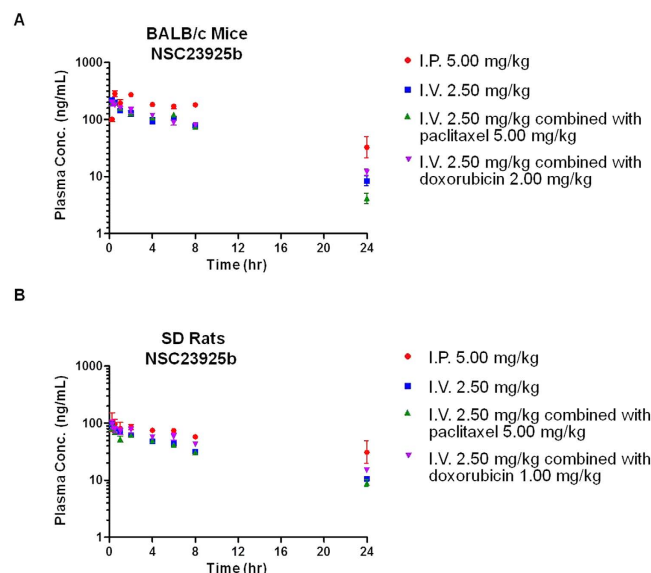 A
BALB/c Mice
NSC23925b
Plasma Conc. (ng/mL)
1000
100
10
1
0 4 8 12 16 20 24
Time (hr)
I.P. 5.00 mg/kg
I.V. 2.50 mg/kg
I.V. 2.50 mg/kg combined with
paclitaxel 5.00 mg/kg
I.V. 2.50 mg/kg combined with
doxorubicin 2.00 mg/kg
B
SD Rats
NSC23925b
Plasma Conc. (ng/mL)
1000
100
10
1
0 4 8 12 16 20 24
Time (hr)
I.P. 5.00 mg/kg
I.V. 2.50 mg/kg
I.V. 2.50 mg/kg combined with
paclitaxel 5.00 mg/kg
I.V. 2.50 mg/kg combined with
doxorubicin 1.00 mg/kg